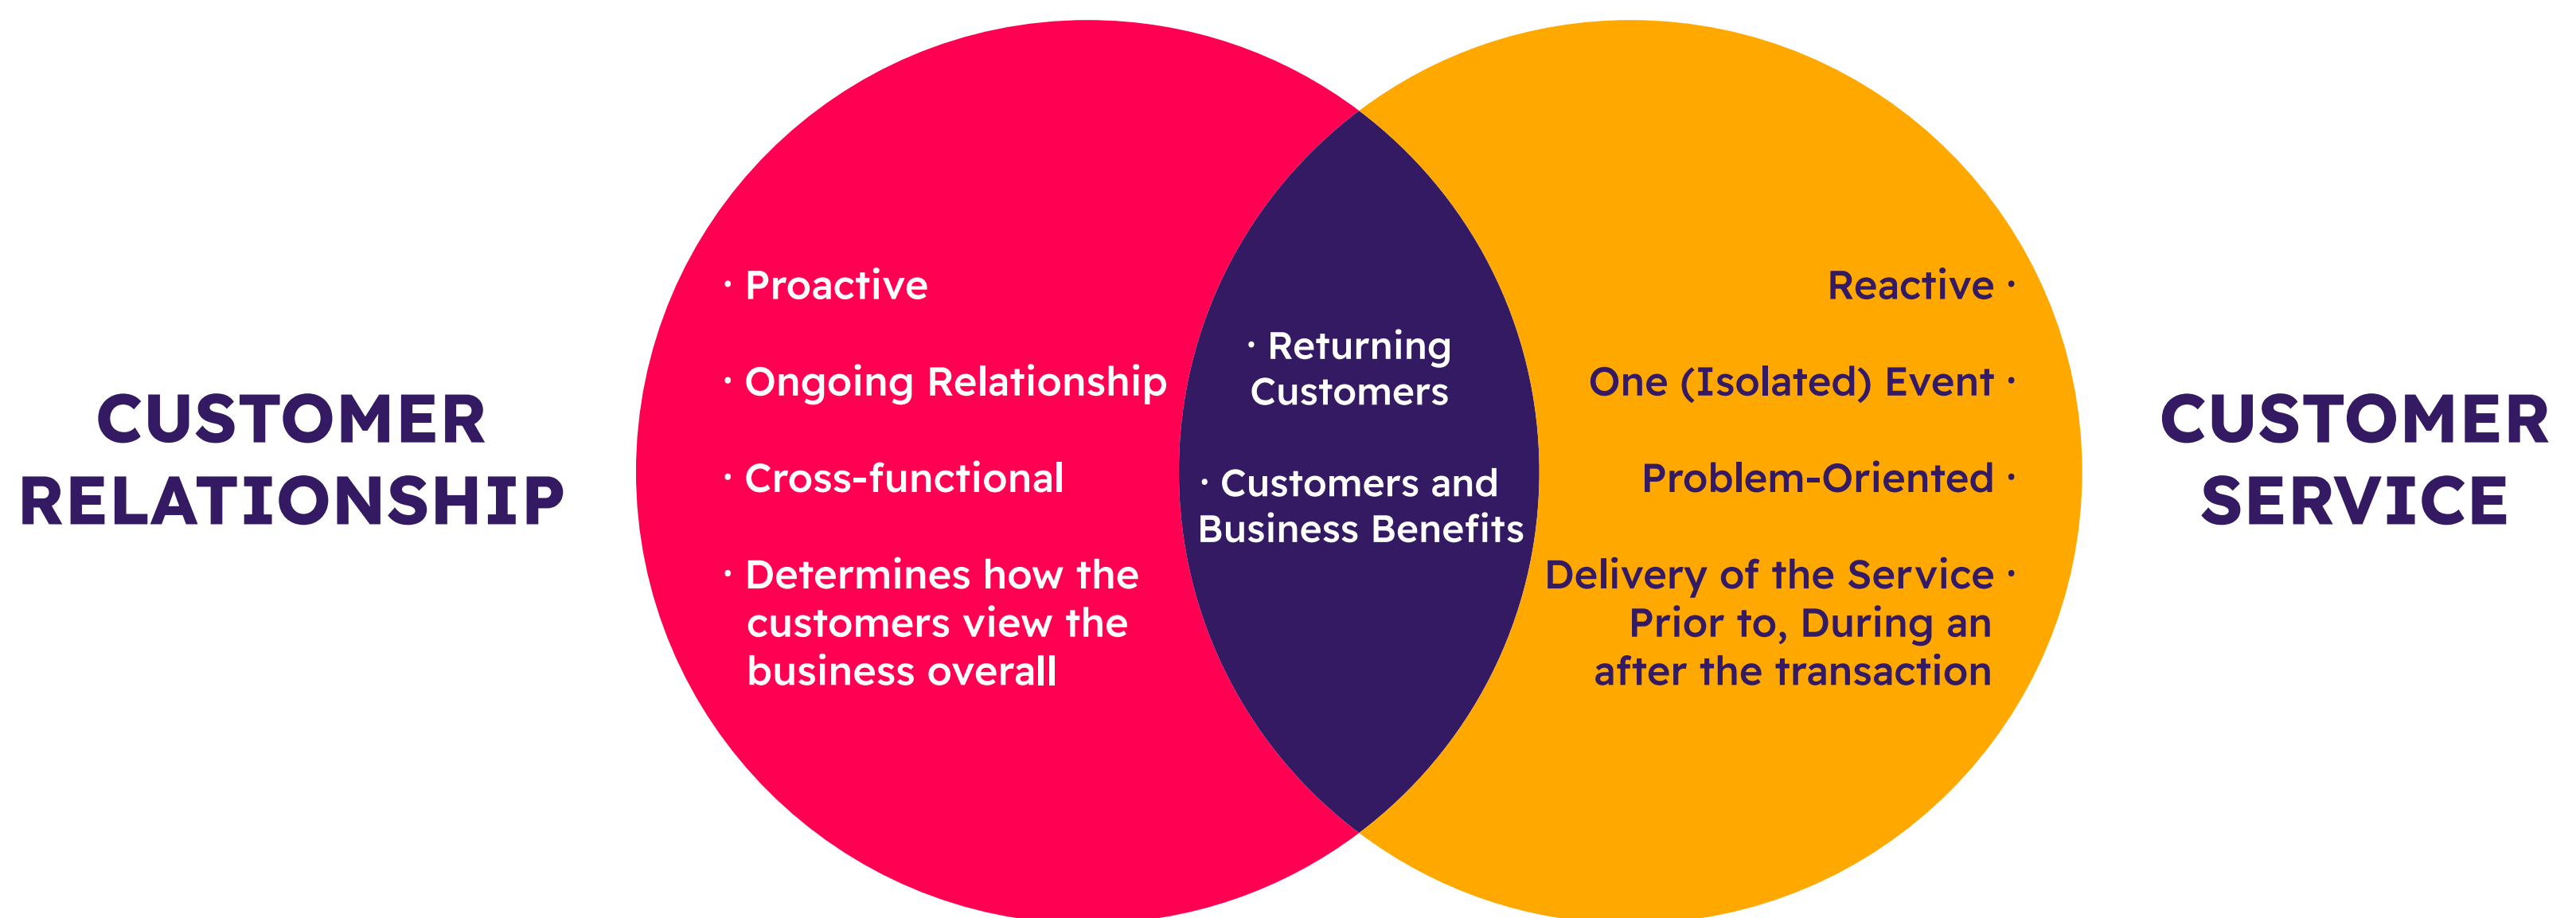 CUSTOMER
RELATIONSHIP
· Proactive
· Ongoing Relationship
· Cross-functional
· Determines how the
customers view the
business overall
· Returning
Customers
· Customers and
Business Benefits
Reactive ·
One (Isolated) Event ·
Problem-Oriented ·
Delivery of the Service ·
Prior to, During an
after the transaction
CUSTOMER
SERVICE